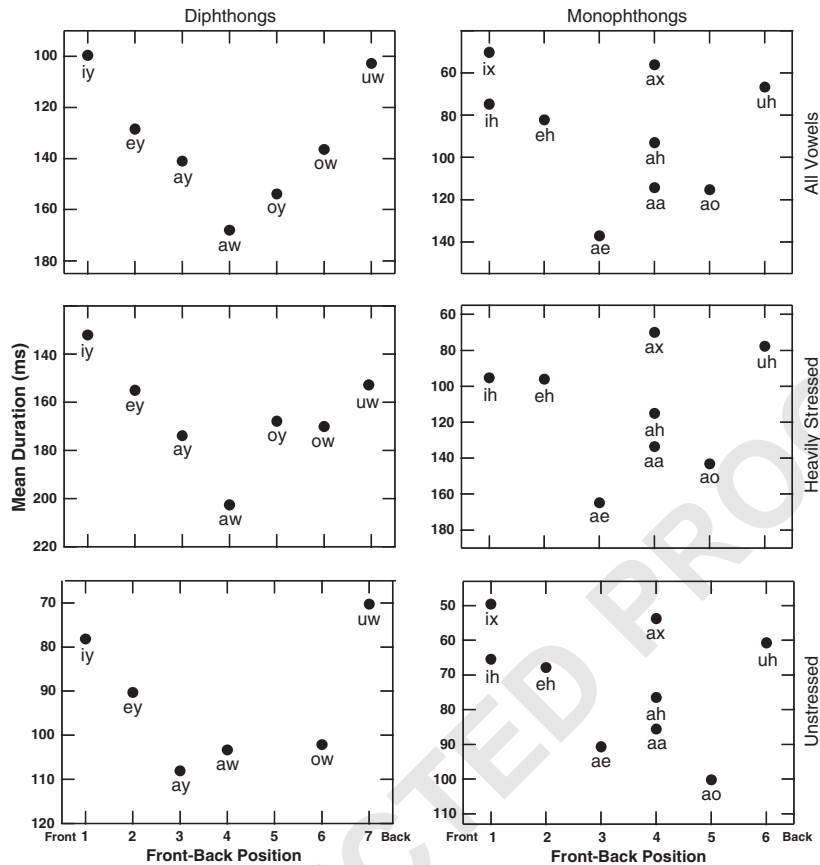 Diphthongs
Monophthongs
100
120
140
160
180
iy
ey
ay
aw
oy
ow
uw
60
80
100
120
140
ix
ih
eh
ae
ax
ah
aa
ao
uh
All Vowels
Mean Duration (ms)
140
160
180
200
220
iy
ey
ay
aw
oy
ow
uw
60
80
100
120
140
160
190
ih
eh
ae
ax
ah
aa
ao
uh
Heavily Stressed
70
80
90
100
110
120
iy
ey
ay
aw
ow
uw
50
60
70
80
90
100
110
ix
ih
eh
ae
ax
ah
aa
ao
uh
Unstressed
Front 1 2 3 4 5 6 7 Back
Front-Back Position
Front 1 2 3 4 5 6 Back
Front-Back Position
CTED PROO